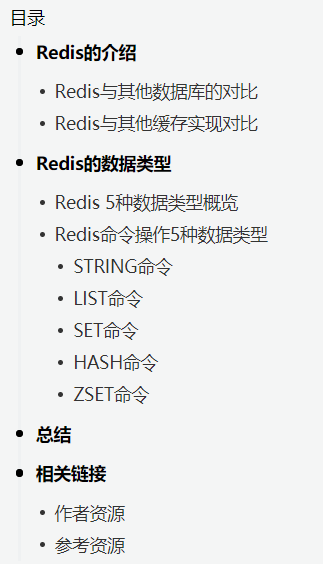 目录
Redis的介绍
Redis与其他数据库的对比
Redis与其他缓存实现对比
Redis的数据类型
Redis 5种数据类型概览
Redis命令操作5种数据类型
STRING命令
LIST命令
SET命令
HASH命令
ZSET命令
总结
相关链接
作者资源
参考资源